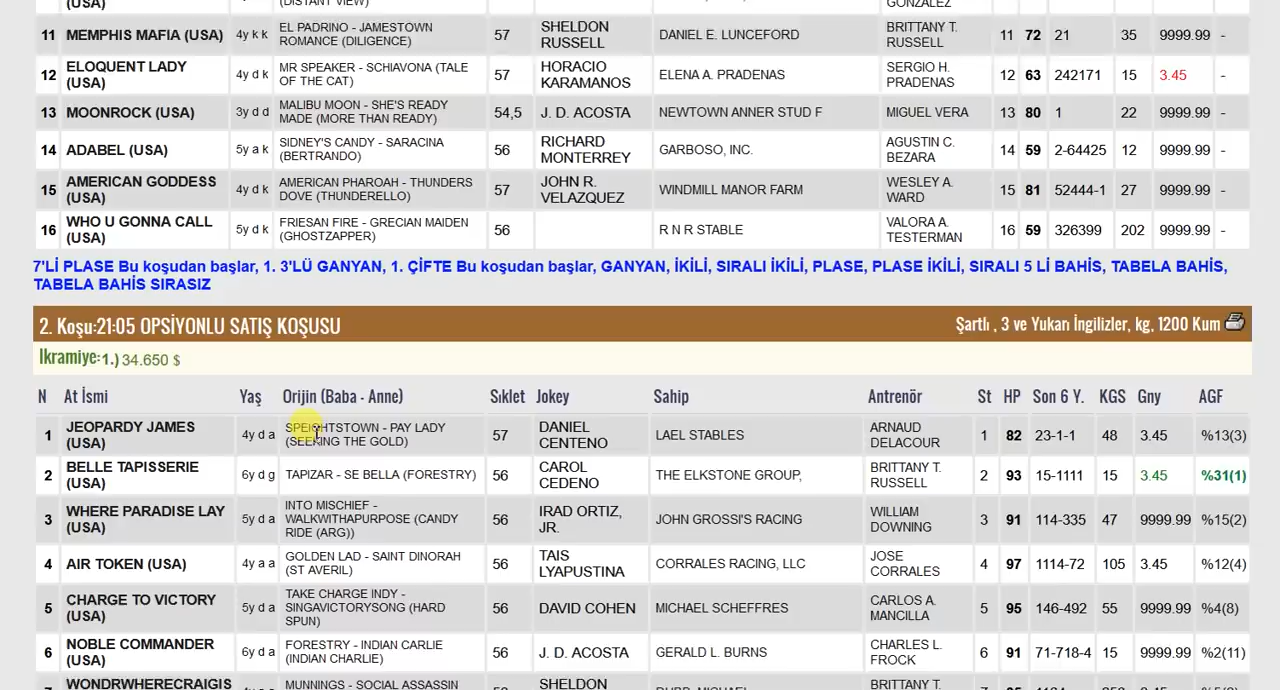 (USA) (DISTANT VIEW) GONZALEZ
11 MEMPHIS MAFIA (USA) 4y k k EL PADRINO - JAMESTOWN ROMANCE (DILIGENCE) 57 SHELDON RUSSELL DANIEL E. LUNCEFORD BRITTANY T. RUSSELL 11 72 21 35 9999.99 -
12 ELOQUENT LADY (USA) 4y d k MR SPEAKER - SCHIAVONA (TALE OF THE CAT) 57 HORACIO KARAMANOS ELENA A. PRADENAS SERGIO H. PRADENAS 12 63 242171 15 3.45 -
13 MOONROCK (USA) 3y d d MALIBU MOON - SHE'S READY MADE (MORE THAN READY) 54,5 J. D. ACOSTA NEWTOWN ANNER STUD F MIGUEL VERA 13 80 1 22 9999.99 -
14 ADABEL (USA) 5y a k SIDNEY'S CANDY - SARACINA (BERTRANDO) 56 RICHARD MONTERREY GARBOSO, INC. AGUSTIN C. BEZARA 14 59 2-64425 12 9999.99 -
15 AMERICAN GODDESS (USA) 4y d k AMERICAN PHAROAH - THUNDERS DOVE (THUNDERELLO) 57 JOHN R. VELAZQUEZ WINDMILL MANOR FARM WESLEY A. WARD 15 81 52444-1 27 9999.99 -
16 WHO U GONNA CALL (USA) 5y d k FRIESAN FIRE - GRECIAN MAIDEN (GHOSTZAPPER) 56 R N R STABLE VALORA A. TESTERMAN 16 59 326399 202 9999.99 -
7'Lİ PLASE Bu koşudan başlar, 1. 3'LÜ GANYAN, 1. ÇİFTE Bu koşudan başlar, GANYAN, İKİLİ, SIRALI İKİLİ, PLASE, PLASE İKİLİ, SIRALI 5 Lİ BAHİS, TABELA BAHİS,
TABELA BAHİS SIRASIZ
2. Koşu:21:05 OPSİYONLU SATIŞ KOŞUSU Şartlı , 3 ve Yukarı İngilizler, kg, 1200 Kum
Ikramiye:1.) 34.650 $
N At İsmi Yaş Orijin (Baba - Anne) Sıklet Jokey Sahip Antrenör St HP Son 6 Y. KGS Gny AGF
1 JEOPARDY JAMES (USA) 4y d a SPEIGHTSTOWN - PAY LADY (SEEKING THE GOLD) 57 DANIEL CENTENO LAEL STABLES ARNAUD DELACOUR 1 82 23-1-1 48 3.45 %13(3)
2 BELLE TAPISSERIE (USA) 6y d g TAPIZAR - SE BELLA (FORESTRY) 56 CAROL CEDENO THE ELKSTONE GROUP, BRITTANY T. RUSSELL 2 93 15-1111 15 3.45 %31(1)
3 WHERE PARADISE LAY (USA) 5y d a INTO MISCHIEF - WALKWITHAPURPOSE (CANDY RIDE (ARG)) 56 IRAD ORTIZ, JR. JOHN GROSSI'S RACING WILLIAM DOWNING 3 91 114-335 47 9999.99 %15(2)
4 AIR TOKEN (USA) 4y a a GOLDEN LAD - SAINT DINORAH (ST AVERIL) 56 TAIS LYAPUSTINA CORRALES RACING, LLC JOSE CORRALES 4 97 1114-72 105 3.45 %12(4)
5 CHARGE TO VICTORY (USA) 5y d a TAKE CHARGE INDY - SINGAVICTORYSONG (HARD SPUN) 56 DAVID COHEN MICHAEL SCHEFFRES CARLOS A. MANCILLA 5 95 146-492 55 9999.99 %4(8)
6 NOBLE COMMANDER (USA) 6y d a FORESTRY - INDIAN CARLIE (INDIAN CHARLIE) 56 J. D. ACOSTA GERALD L. BURNS CHARLES L. FROCK 6 91 71-718-4 15 9999.99 %2(11)
WONDRWHERECRAIGIS MUNNINGS - SOCIAL ASSASSIN SHELDON BRITTANY T.